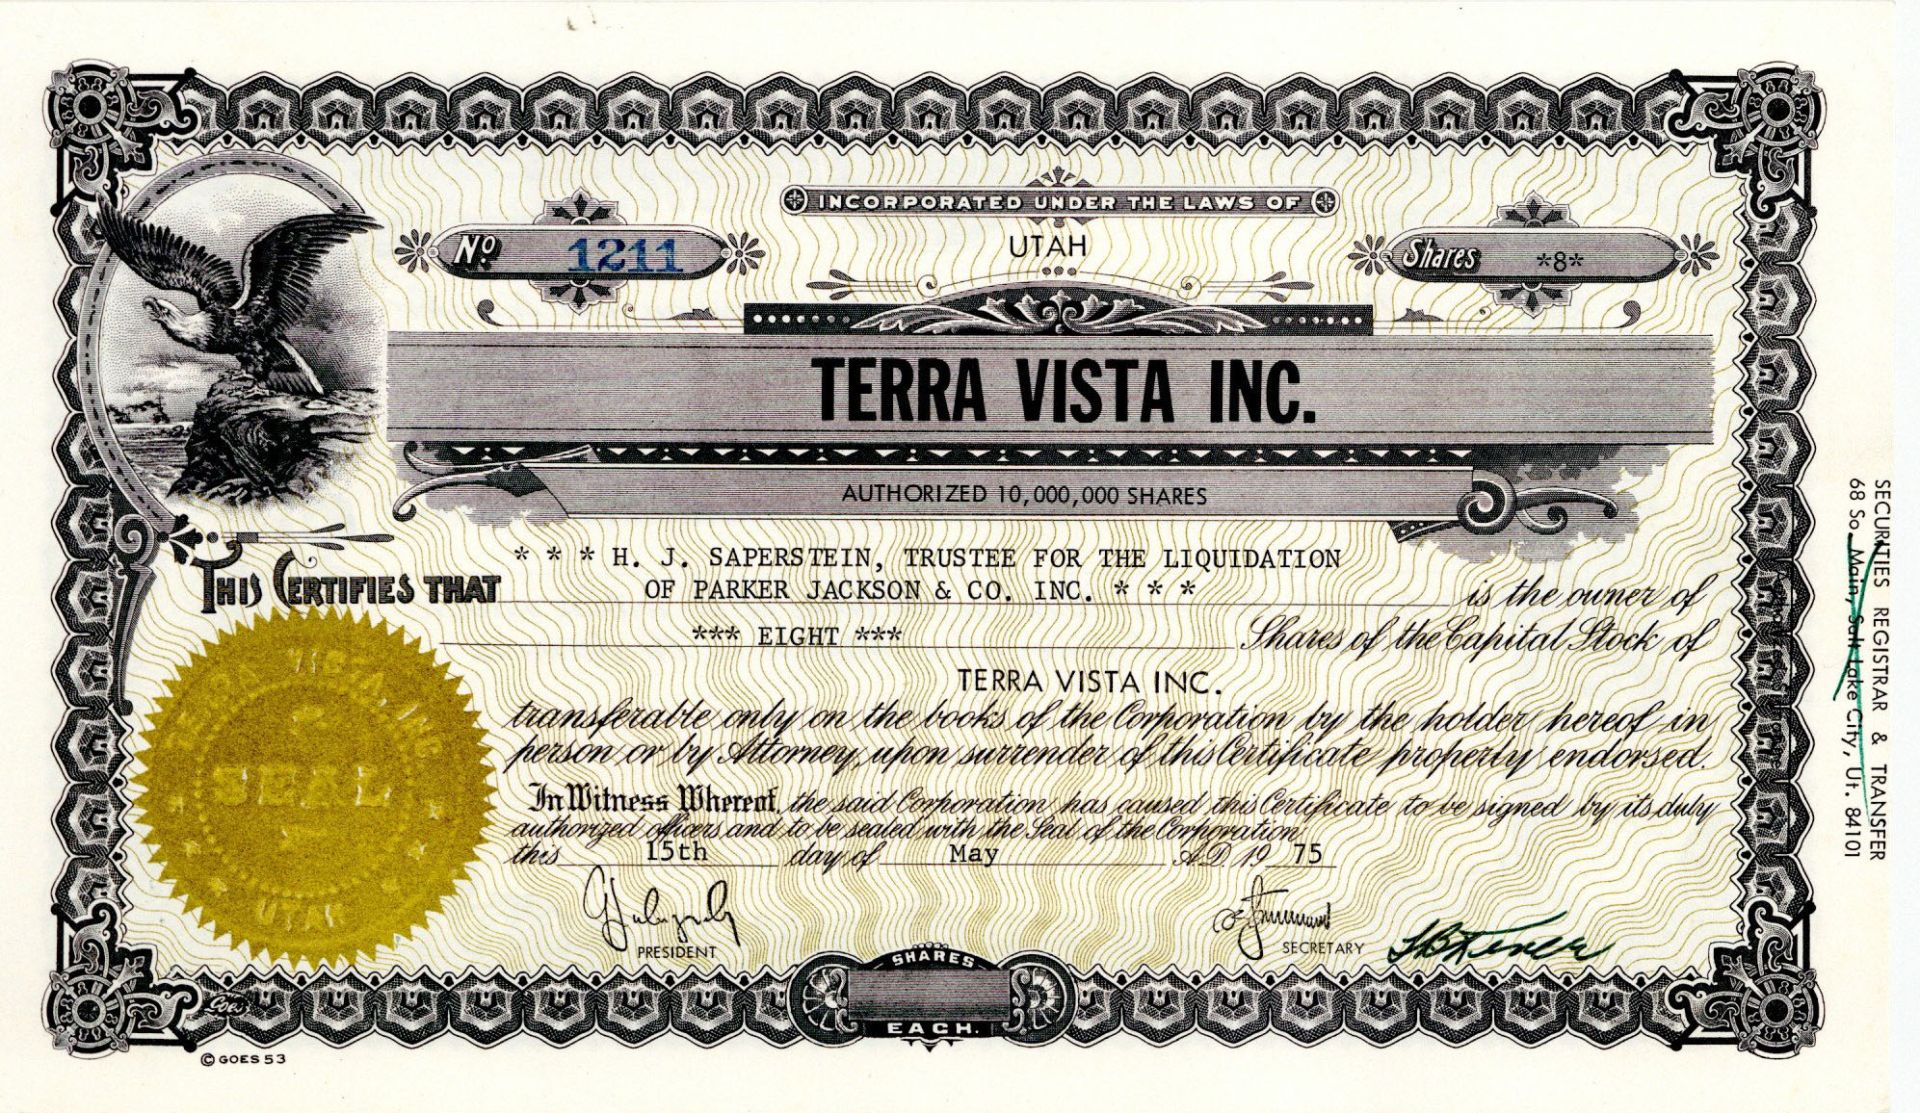 INCORPORATED UNDER THE LAWS OF
UTAH
No. 1211
Shares *8*
TERRA VISTA INC.
AUTHORIZED 10,000,000 SHARES
THIS CERTIFIES THAT * * * H. J. SAPERSTEIN, TRUSTEE FOR THE LIQUIDATION
OF PARKER JACKSON & CO. INC. * * * is the owner of
*** EIGHT *** Shares of the Capital Stock of
TERRA VISTA INC.
transferable only on the books of the Corporation by the holder hereof in
person or by Attorney, upon surrender of this Certificate properly endorsed.
In Witness Whereof, the said Corporation has caused this Certificate to be signed by its duly
authorized officers and to be sealed with the Seal of the Corporation
this 15th day of May A.D. 19 75
PRESIDENT
SECRETARY
SHARES
EACH.
Goes
© GOES 53
TERRA VISTA, INC.
SEAL
UTAH
SECURITIES REGISTRAR & TRANSFER
68 So. Main, Salt Lake City, Ut. 84101